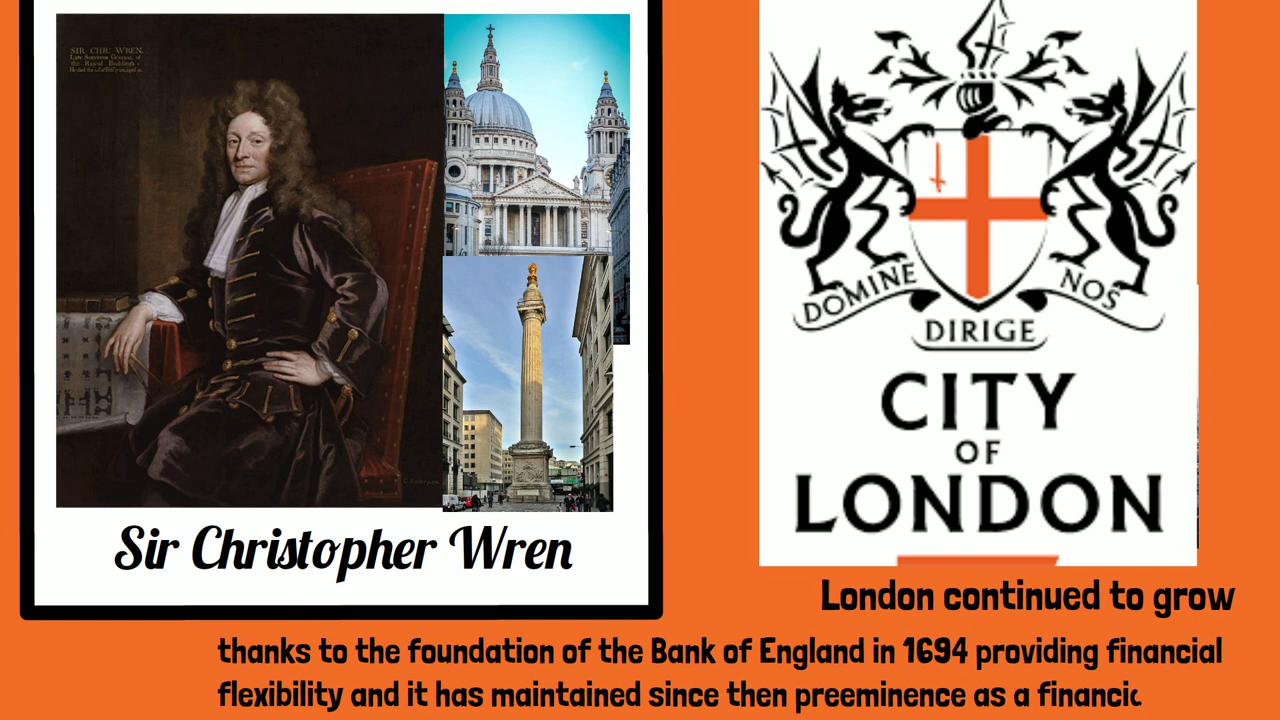 SIR CHR: WREN.
Sir Christopher Wren
DOMINE
DIRIGE
NOS
CITY
OF
LONDON
London continued to grow
thanks to the foundation of the Bank of England in 1694 providing financial
flexibility and it has maintained since then preeminence as a financic